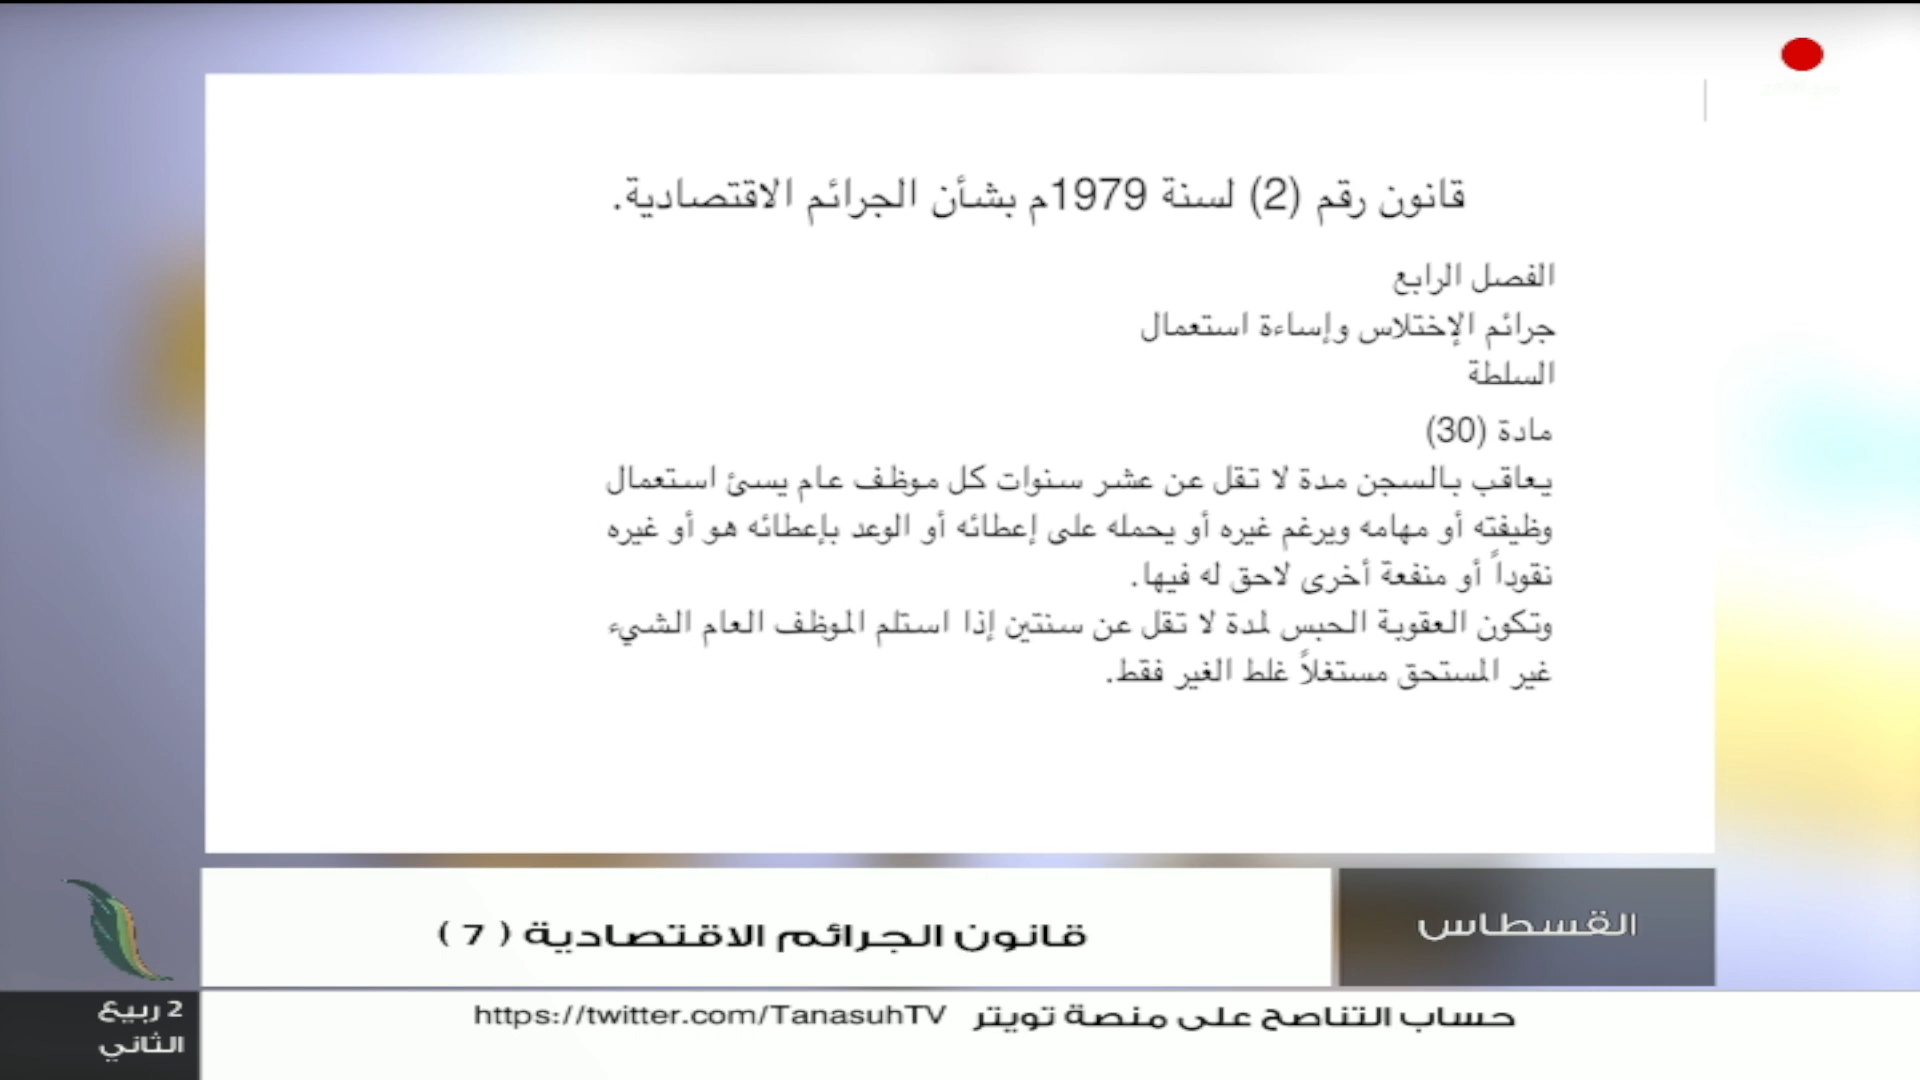 قانون رقم (2) لسنة 1979م بشأن الجرائم الاقتصادية.
الفصل الرابع
جرائم الإختلاس وإساءة استعمال
السلطة
مادة (30)
يعاقب بالسجن مدة لا تقل عن عشر سنوات كل موظف عام يسئ استعمال
وظيفته أو مهامه ويرغم غيره أو يحمله على إعطائه أو الوعد بإعطائه هو أو غيره
نقوداً أو منفعة أخرى لاحق له فيها.
وتكون العقوبة الحبس لمدة لا تقل عن سنتين إذا استلم الموظف العام الشيء
غير المستحق مستغلاً غلط الغير فقط.
القسطاس
قانون الجرائم الاقتصادية ( 7 )
حساب التناصح على منصة تويتر https://twitter.com/TanasuhTV
2 ربيع
الثاني